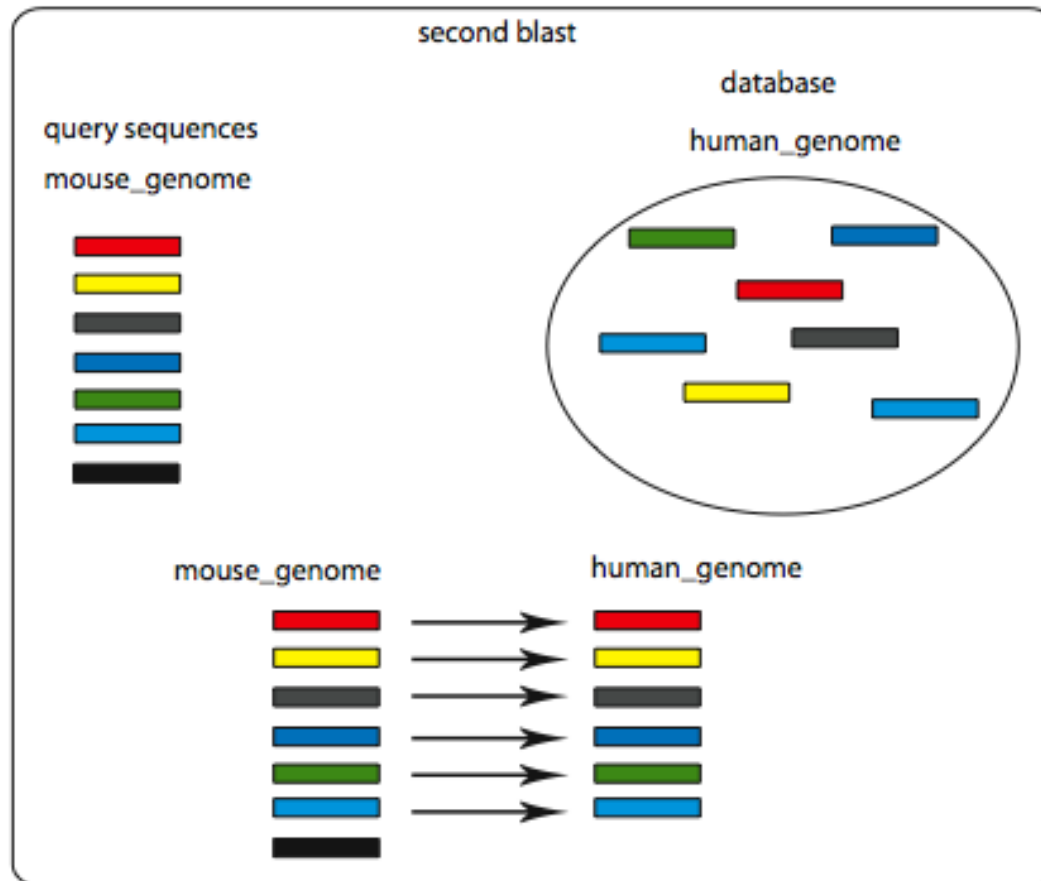 second blast
database
query sequences
human_genome
mouse_genome
mouse_genome
human_genome